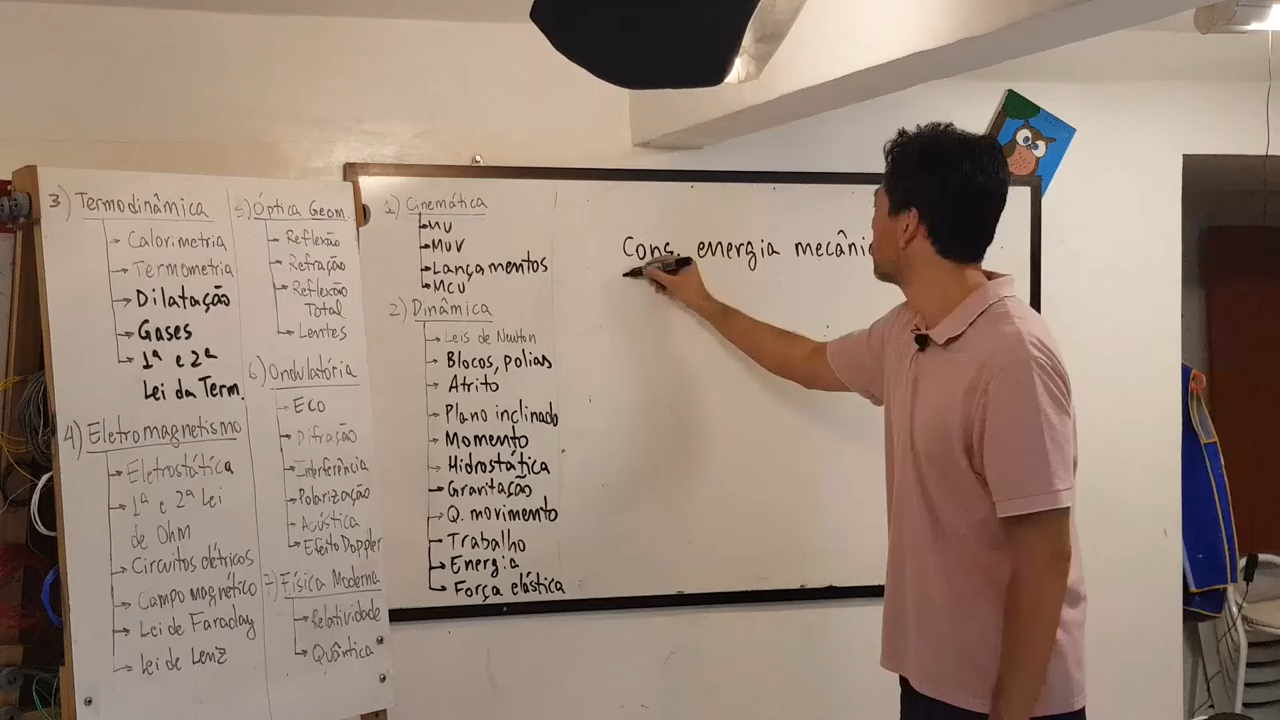 3) Termodinâmica
Calorimetria
Termometria
Dilatação
Gases
1ª e 2ª
Lei da Term.
4) Eletromagnetismo
Eletrostática
1ª e 2ª Lei
de Ohm
Circuitos elétricos
Campo magnético
Lei de Faraday
Lei de Lenz
5) Óptica Geom.
Reflexão
Refração
Reflexão
Total
Lentes
6) Ondulatória
Eco
Difração
Interferência
Polarização
Acústica
Efeito Doppler
7) Física Moderna
Relatividade
Quântica
1) Cinemática
MU
MUV
Lançamentos
MCU
2) Dinâmica
Leis de Newton
Blocos, polias
Atrito
Plano inclinado
Momento
Hidrostática
Gravitação
Q. movimento
Trabalho
Energia
Força elástica
Cons. energia mecâni